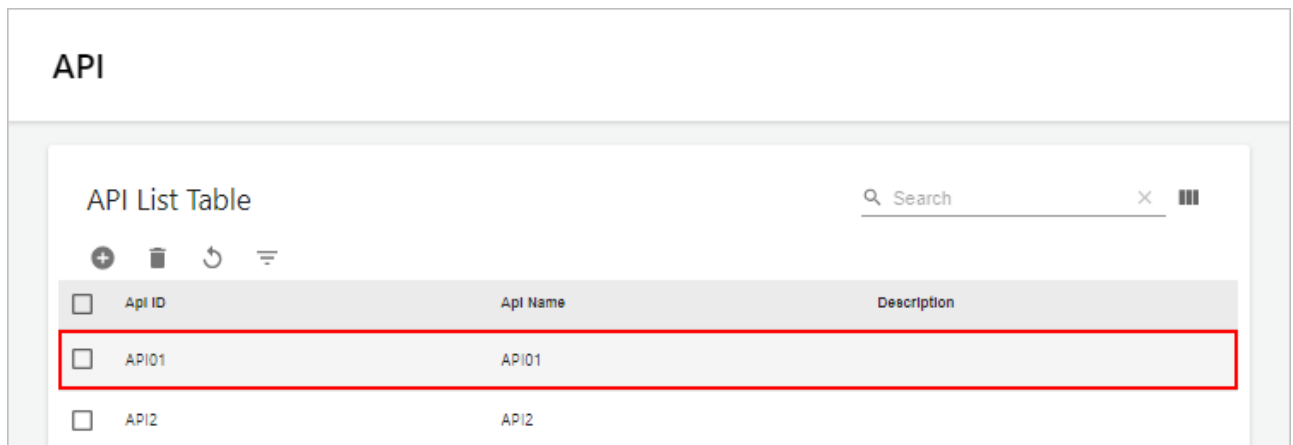 API
API List Table
Search
Api ID Api Name Description
API01 API01
API2 API2